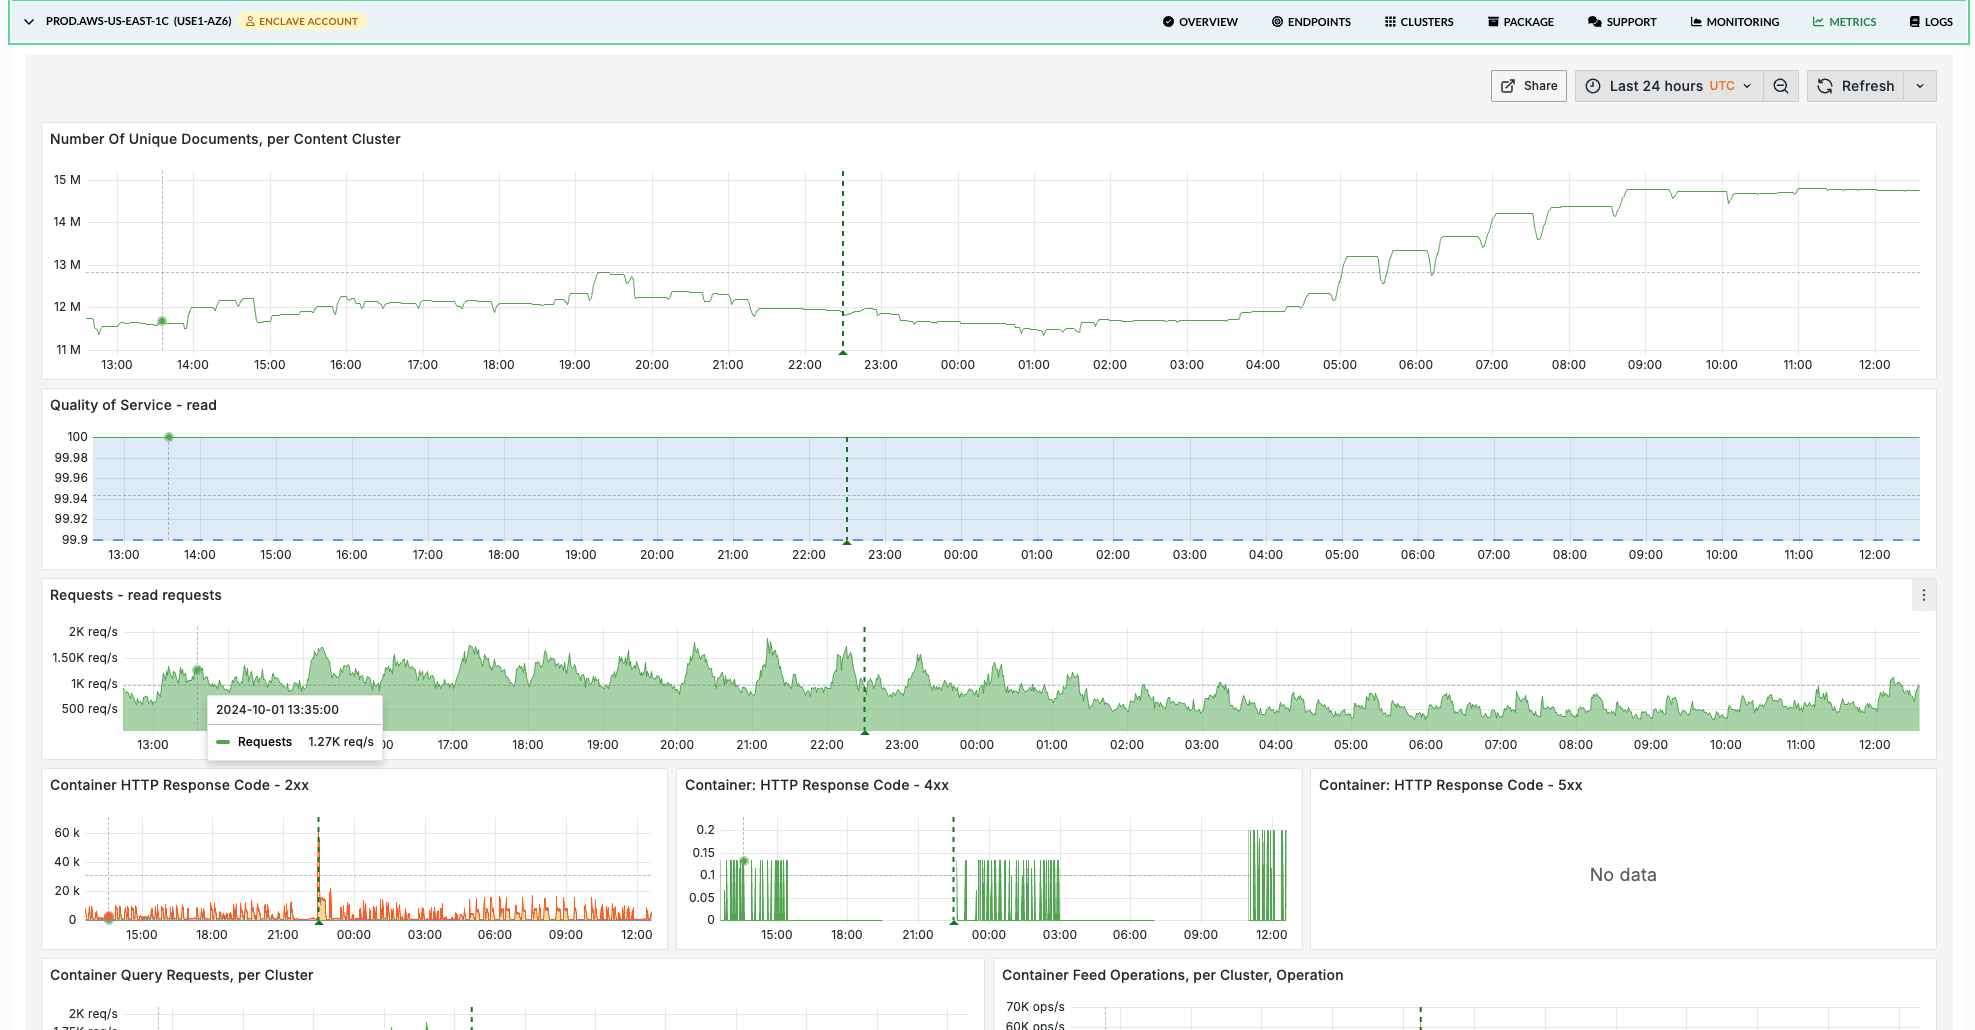 PROD.AWS-US-EAST-1C (USE1-AZ6) ENCLAVE ACCOUNT OVERVIEW ENDPOINTS CLUSTERS PACKAGE SUPPORT MONITORING METRICS LOGS
Share Last 24 hours UTC Refresh
Number Of Unique Documents, per Content Cluster
15 M
14 M
13 M
12 M
11 M
13:00 14:00 15:00 16:00 17:00 18:00 19:00 20:00 21:00 22:00 23:00 00:00 01:00 02:00 03:00 04:00 05:00 06:00 07:00 08:00 09:00 10:00 11:00 12:00
Quality of Service - read
100
99.98
99.96
99.94
99.92
99.9
13:00 14:00 15:00 16:00 17:00 18:00 19:00 20:00 21:00 22:00 23:00 00:00 01:00 02:00 03:00 04:00 05:00 06:00 07:00 08:00 09:00 10:00 11:00 12:00
Requests - read requests
2K req/s
1.50K req/s
1K req/s
500 req/s
2024-10-01 13:35:00
Requests 1.27K req/s
13:00 00 17:00 18:00 19:00 20:00 21:00 22:00 23:00 00:00 01:00 02:00 03:00 04:00 05:00 06:00 07:00 08:00 09:00 10:00 11:00 12:00
Container HTTP Response Code - 2xx
60 k
40 k
20 k
0
15:00 18:00 21:00 00:00 03:00 06:00 09:00 12:00
Container: HTTP Response Code - 4xx
0.2
0.15
0.1
0.05
0
15:00 18:00 21:00 00:00 03:00 06:00 09:00 12:00
Container: HTTP Response Code - 5xx
No data
Container Query Requests, per Cluster
2K req/s
1.75K req/s
Container Feed Operations, per Cluster, Operation
70K ops/s
60K ops/s